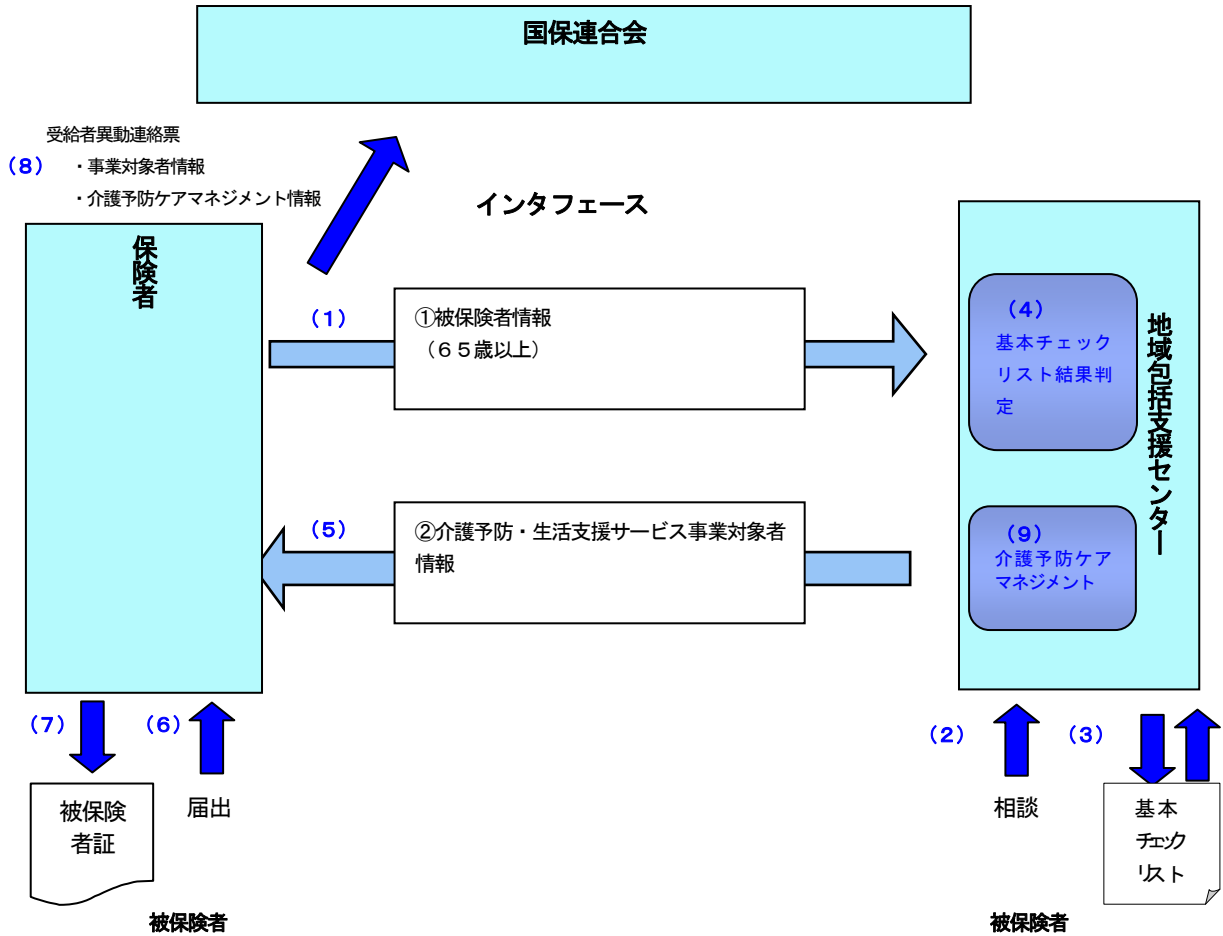 国保連合会
受給者異動連絡票
(8) ・事業対象者情報
・介護予防ケアマネジメント情報
インタフェース
保険者
(1)
①被保険者情報
（６５歳以上）
(4)
基本チェック
リスト結果判
定
地域包括支援センター
(5)
②介護予防・生活支援サービス事業対象者
情報
(9)
介護予防ケア
マネジメント
(7)
(6)
(2)
(3)
被保険
者証
届出
相談
基本
チェック
リスト
被保険者
被保険者